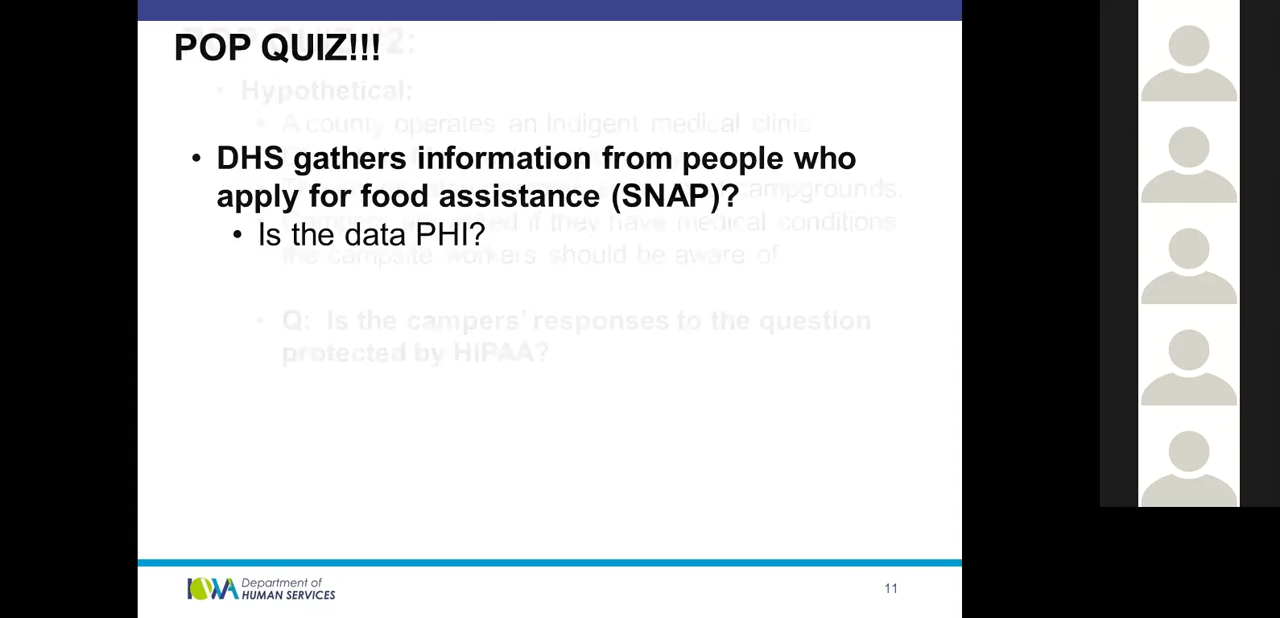 POP QUIZ!!!
2:
• Hypothetical:
• A county operates an Indigent medical clinic
• DHS gathers information from people who
apply for food assistance (SNAP)?
campgrounds.
if they have medical conditions
• Is the data PHI?
the campsite workers should be aware of
• Q: Is the campers' responses to the question
protected by HIPAA?
IOWA Department of
HUMAN SERVICES
11